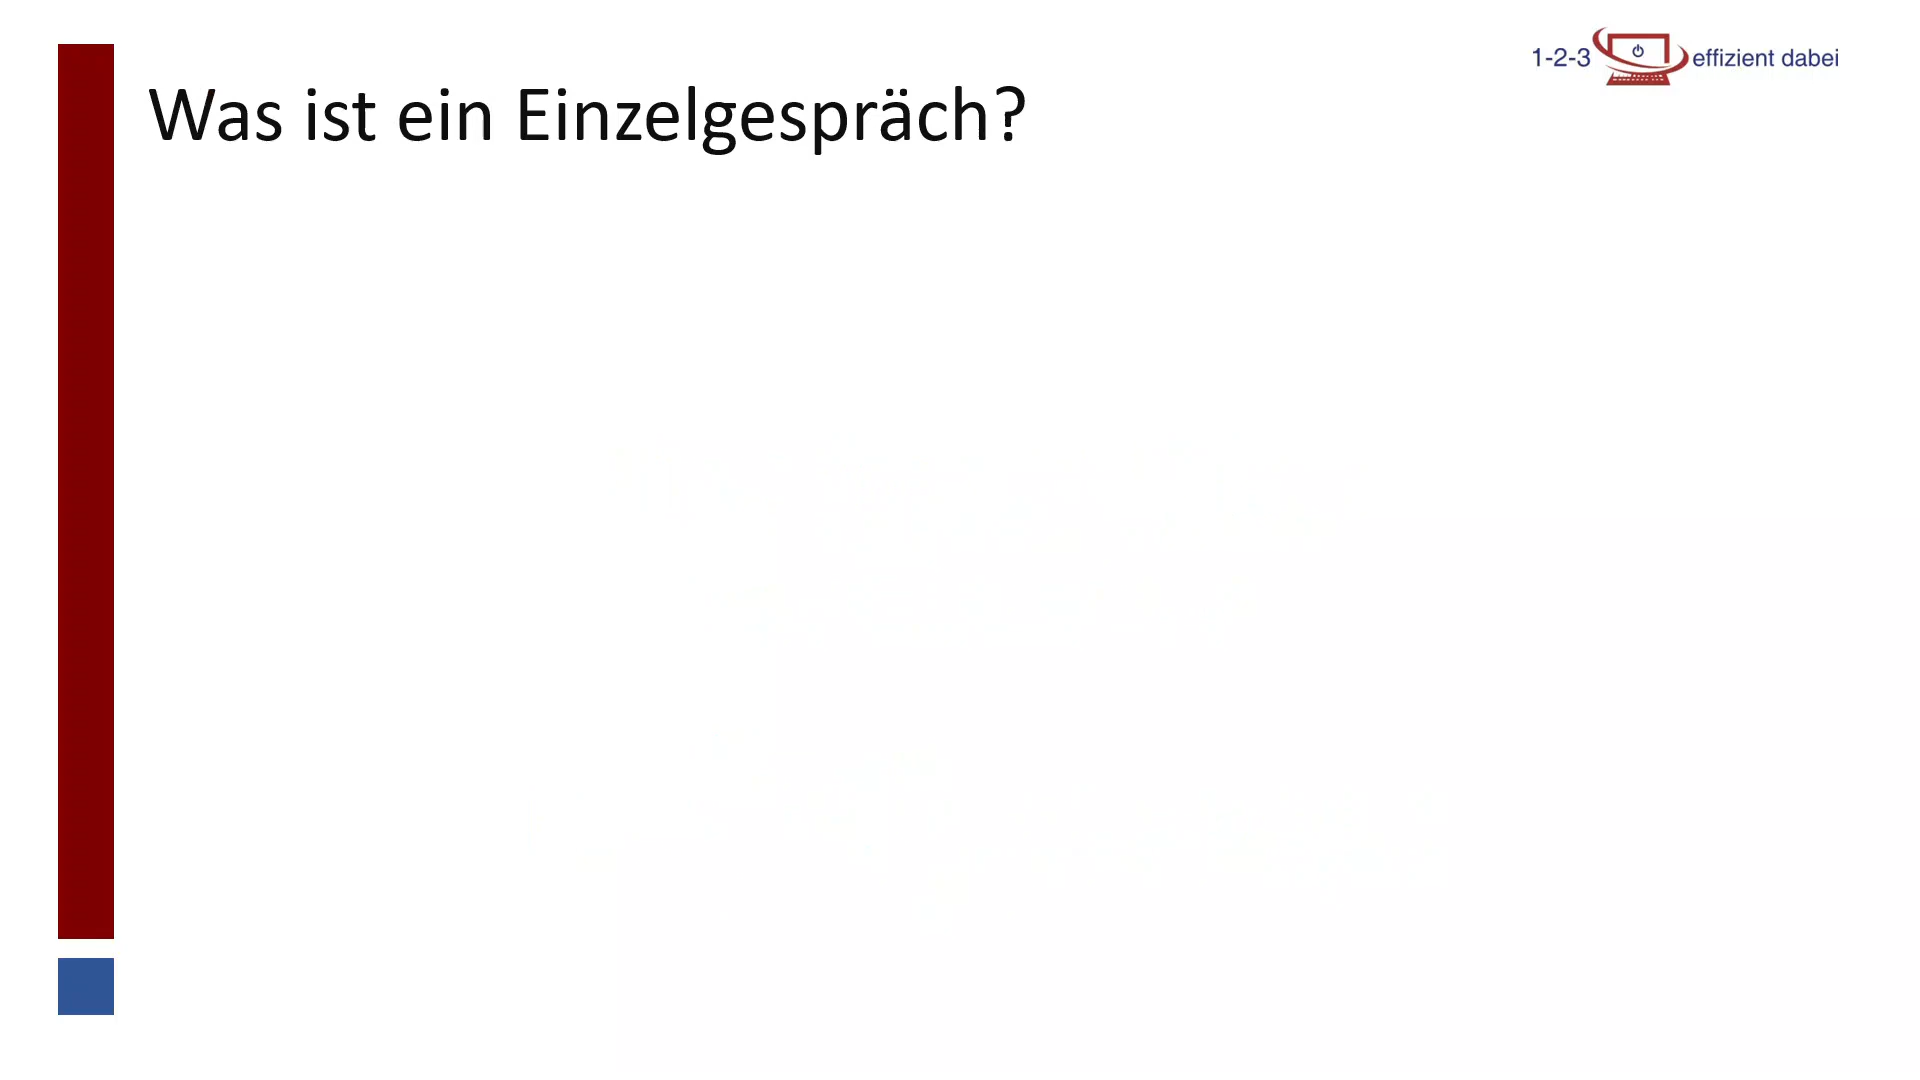 1-2-3 effizient dabei
Was ist ein Einzelgespräch?